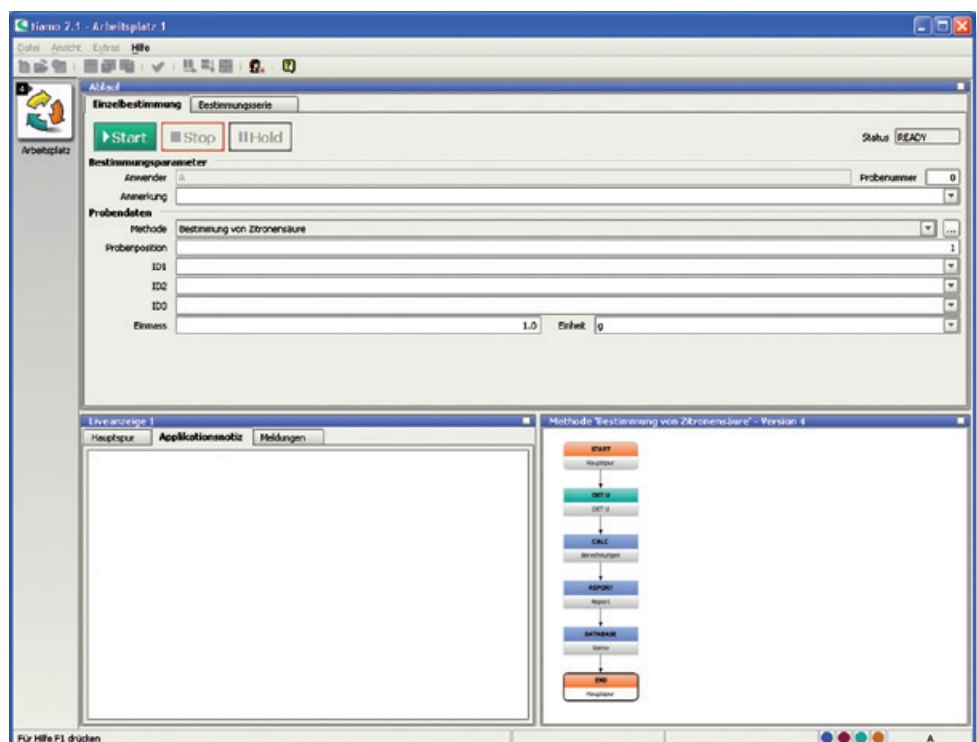 tiamo 2.1 - Arbeitsplatz 1
Datei Ansicht Extras Hilfe
4
Arbeitsplatz
Ablauf
Einzelbestimmung Bestimmungsserie
Start Stop Hold Status READY
Bestimmungsparameter
Anwender A Probenummer 0
Anmerkung
Probendaten
Methode Bestimmung von Zitronensäure ...
Probenposition 1
ID1
ID2
ID3
Einmass 1.0 Einheit g
Liveanzeige 1
Hauptspur Applikationsnotiz Meldungen
Methode 'Bestimmung von Zitronensäure' - Version 4
START
Hauptspur
DET U
DET U
CALC
Berechnungen
REPORT
Report
DATABASE
Demo
END
Hauptspur
Für Hilfe F1 drücken A